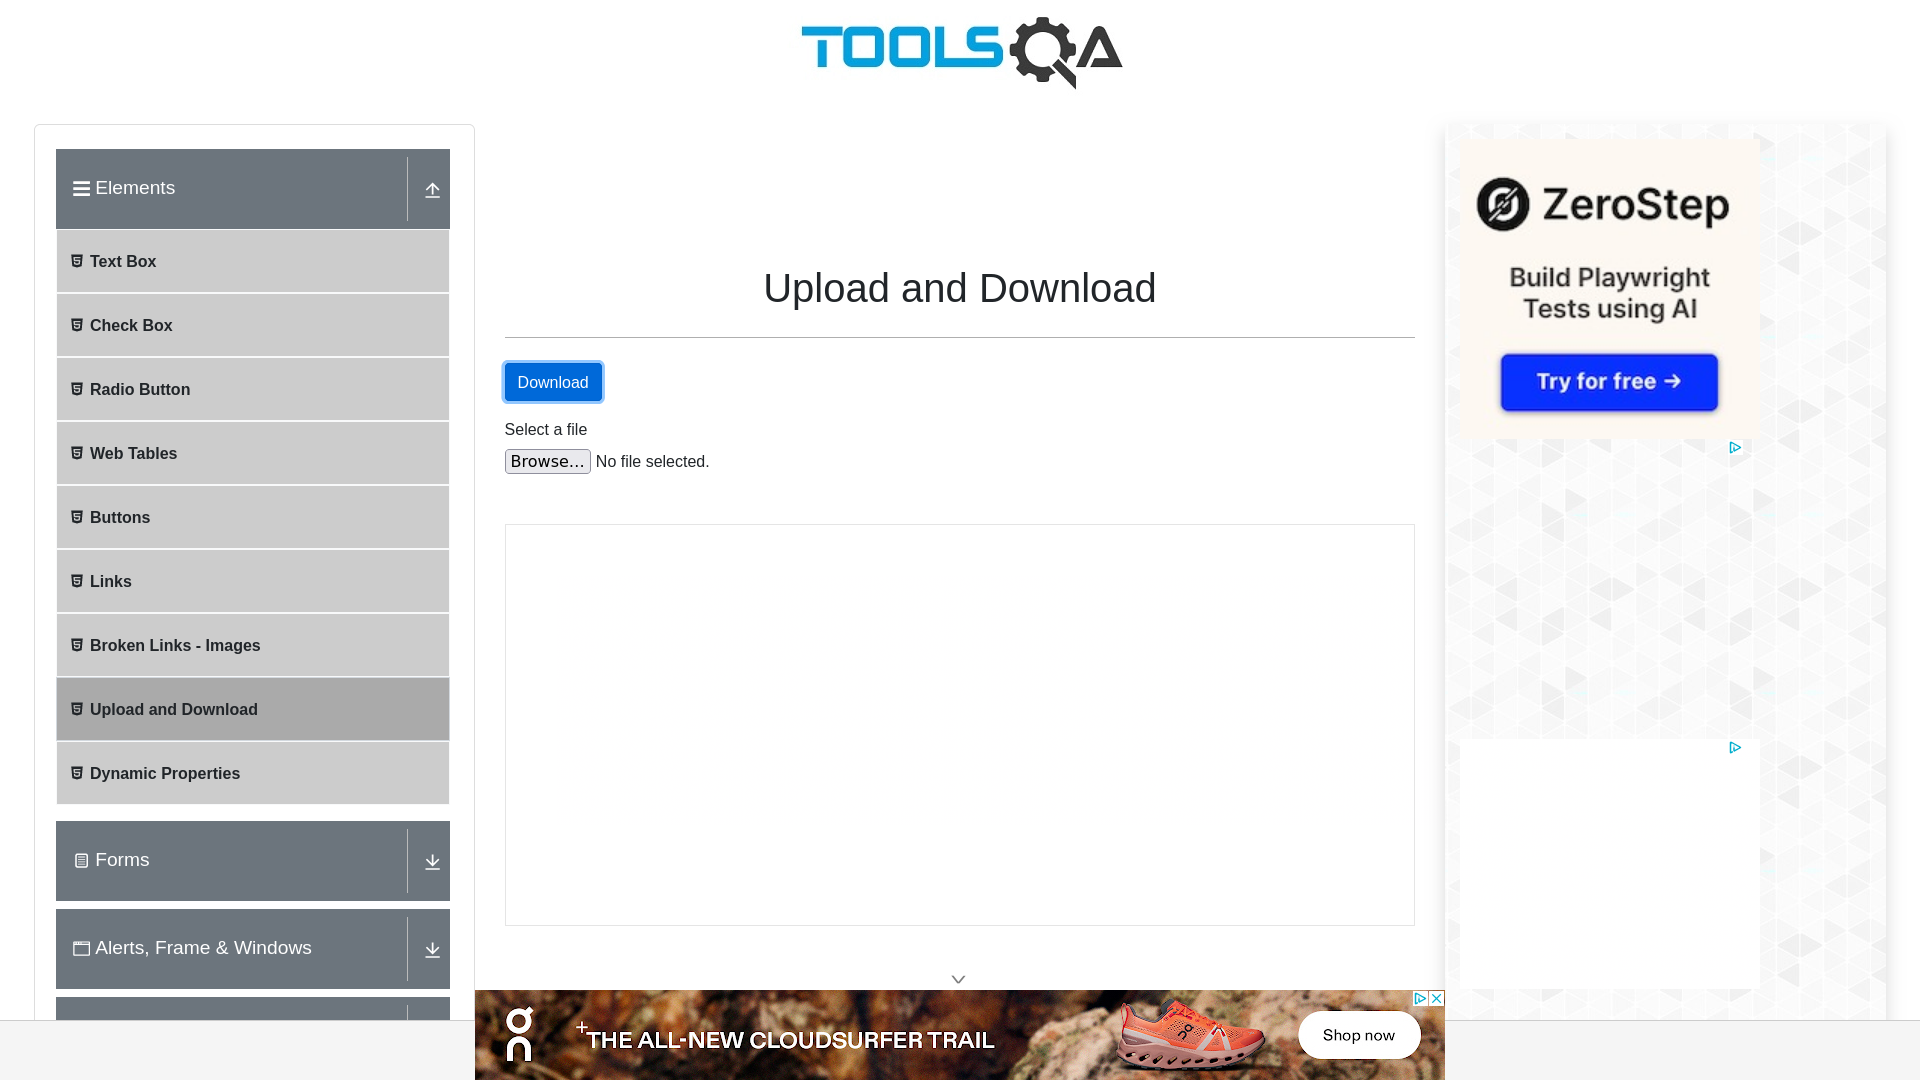 TOOLSQA
Elements
Text Box
Check Box
Radio Button
Web Tables
Buttons
Links
Broken Links - Images
Upload and Download
Dynamic Properties
Forms
Alerts, Frame & Windows
Upload and Download
Download
Select a file
Browse... No file selected.
ZeroStep
Build Playwright
Tests using AI
Try for free →
On
THE ALL-NEW CLOUDSURFER TRAIL
Shop now